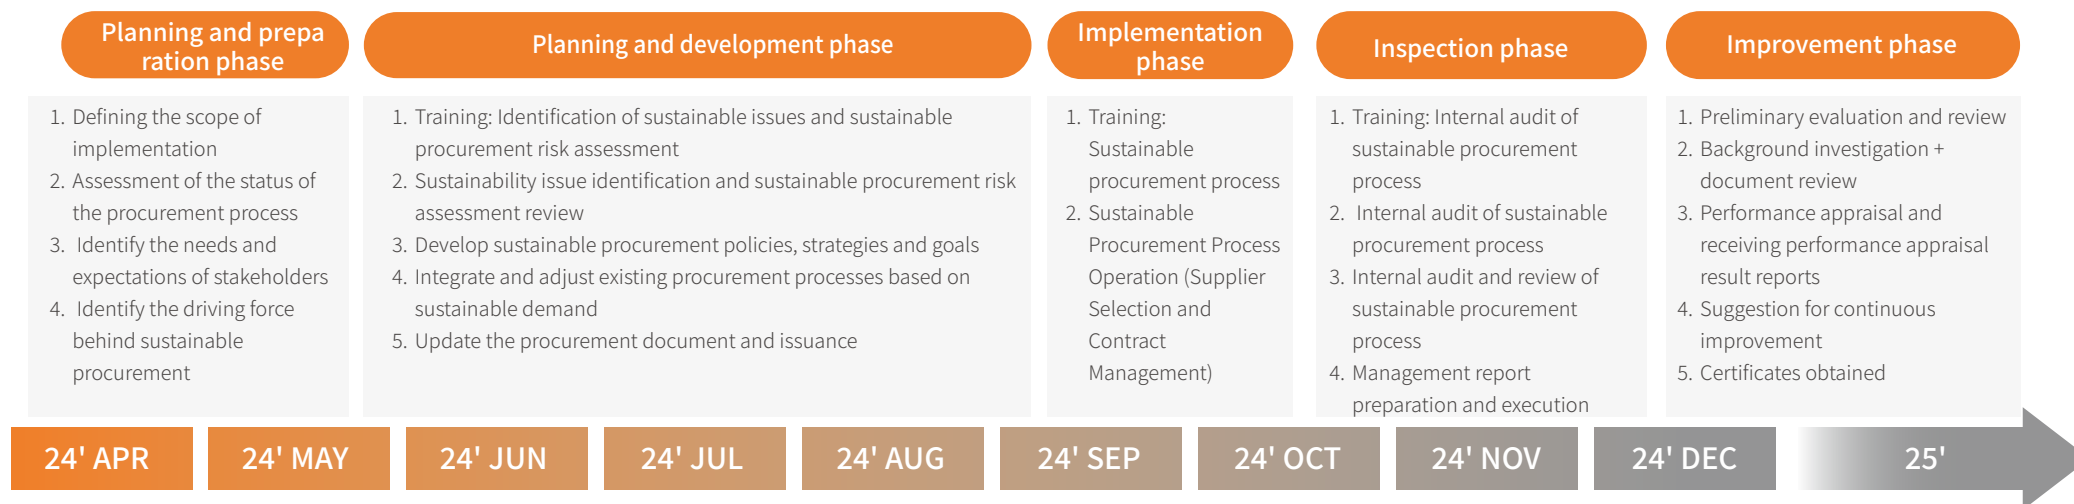 Planning and prepa
ration phase
1. Defining the scope of
implementation
2. Assessment of the status of
the procurement process
3. Identify the needs and
expectations of stakeholders
4. Identify the driving force
behind sustainable
procurement
Planning and development phase
1. Training: Identification of sustainable issues and sustainable
procurement risk assessment
2. Sustainability issue identification and sustainable procurement risk
assessment review
3. Develop sustainable procurement policies, strategies and goals
4. Integrate and adjust existing procurement processes based on
sustainable demand
5. Update the procurement document and issuance
Implementation
phase
1. Training:
Sustainable
procurement process
2. Sustainable
Procurement Process
Operation (Supplier
Selection and
Contract
Management)
Inspection phase
1. Training: Internal audit of
sustainable procurement
process
2. Internal audit of sustainable
procurement process
3. Internal audit and review of
sustainable procurement
process
4. Management report
preparation and execution
Improvement phase
1. Preliminary evaluation and review
2. Background investigation +
document review
3. Performance appraisal and
receiving performance appraisal
result reports
4. Suggestion for continuous
improvement
5. Certificates obtained
24' APR
24' MAY
24' JUN
24' JUL
24' AUG
24' SEP
24' OCT
24' NOV
24' DEC
25'